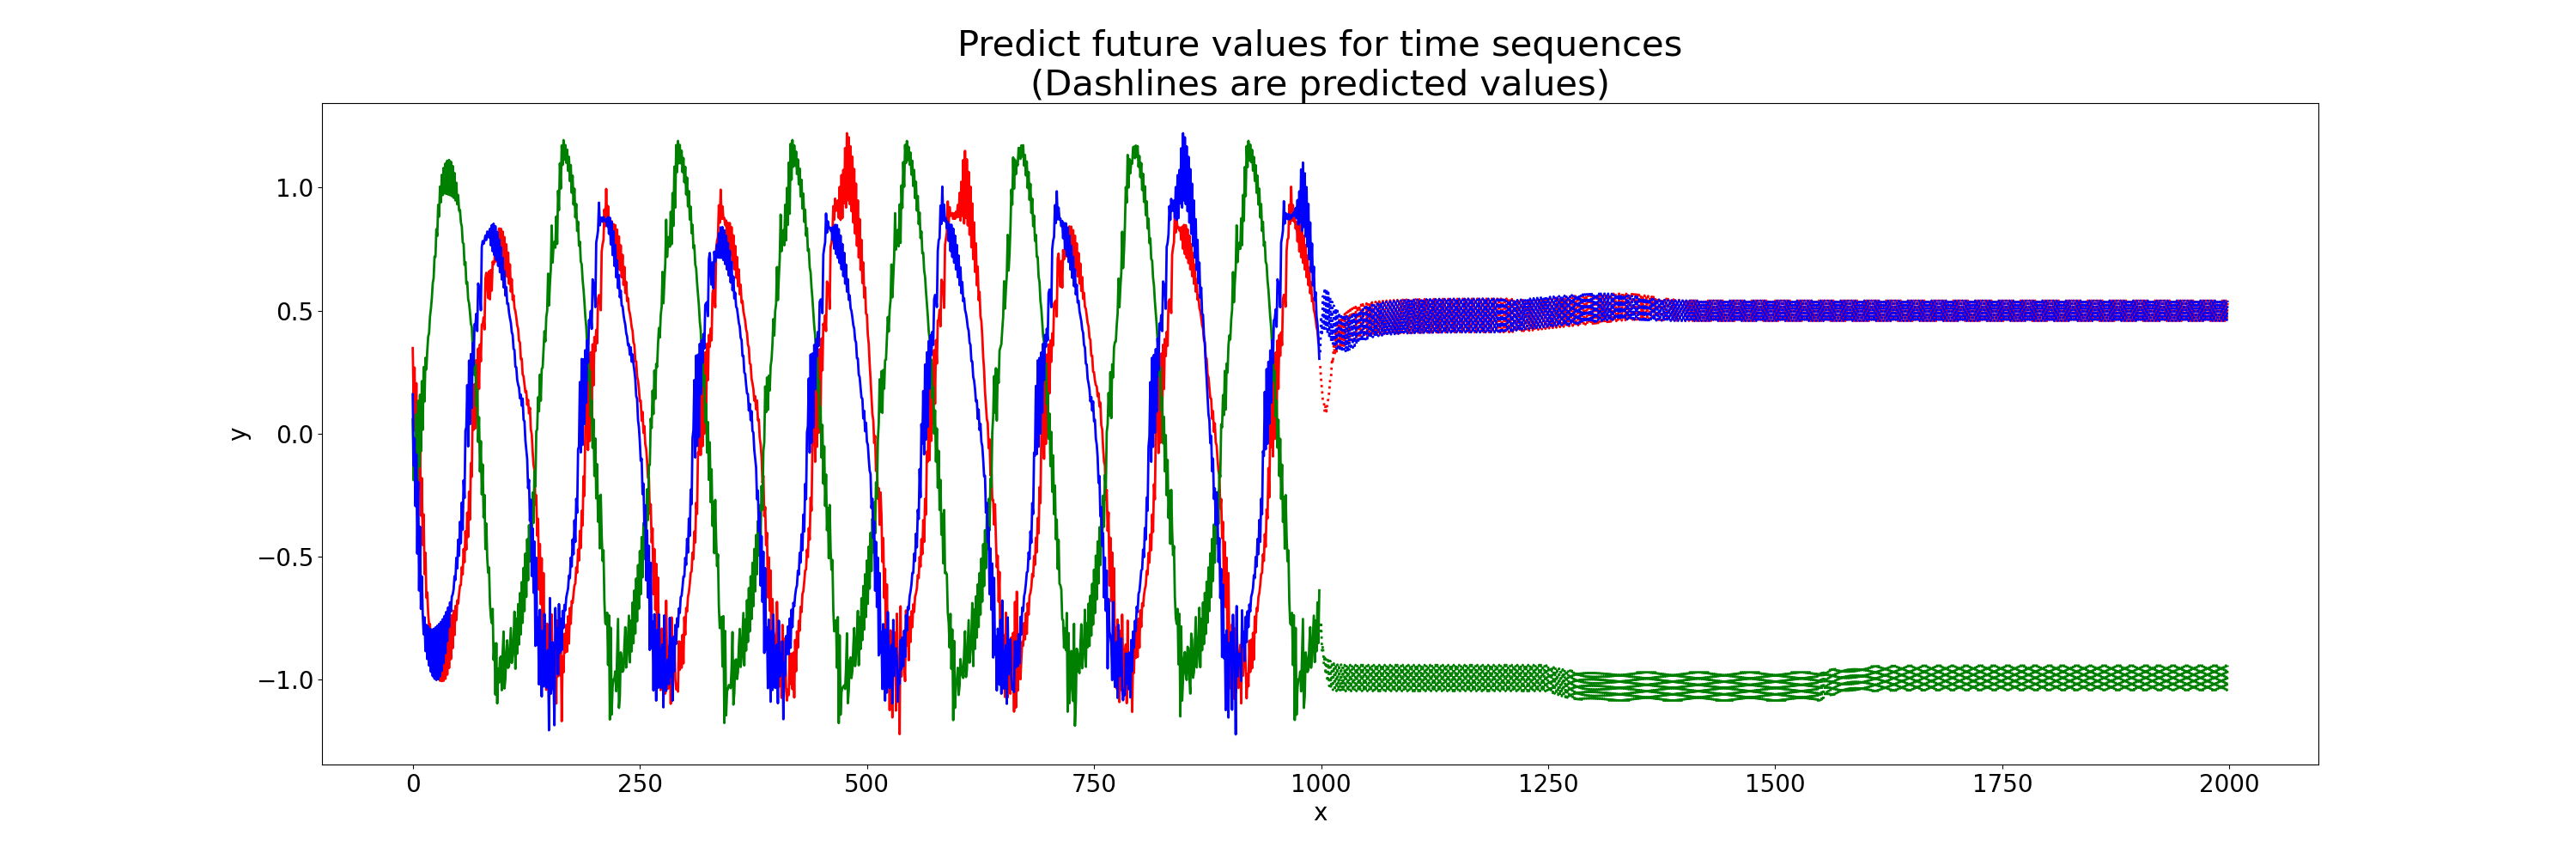 Predict future values for time sequences
(Dashlines are predicted values)
y
1.0
0.5
0.0
−0.5
−1.0
0 250 500 750 1000 1250 1500 1750 2000
x